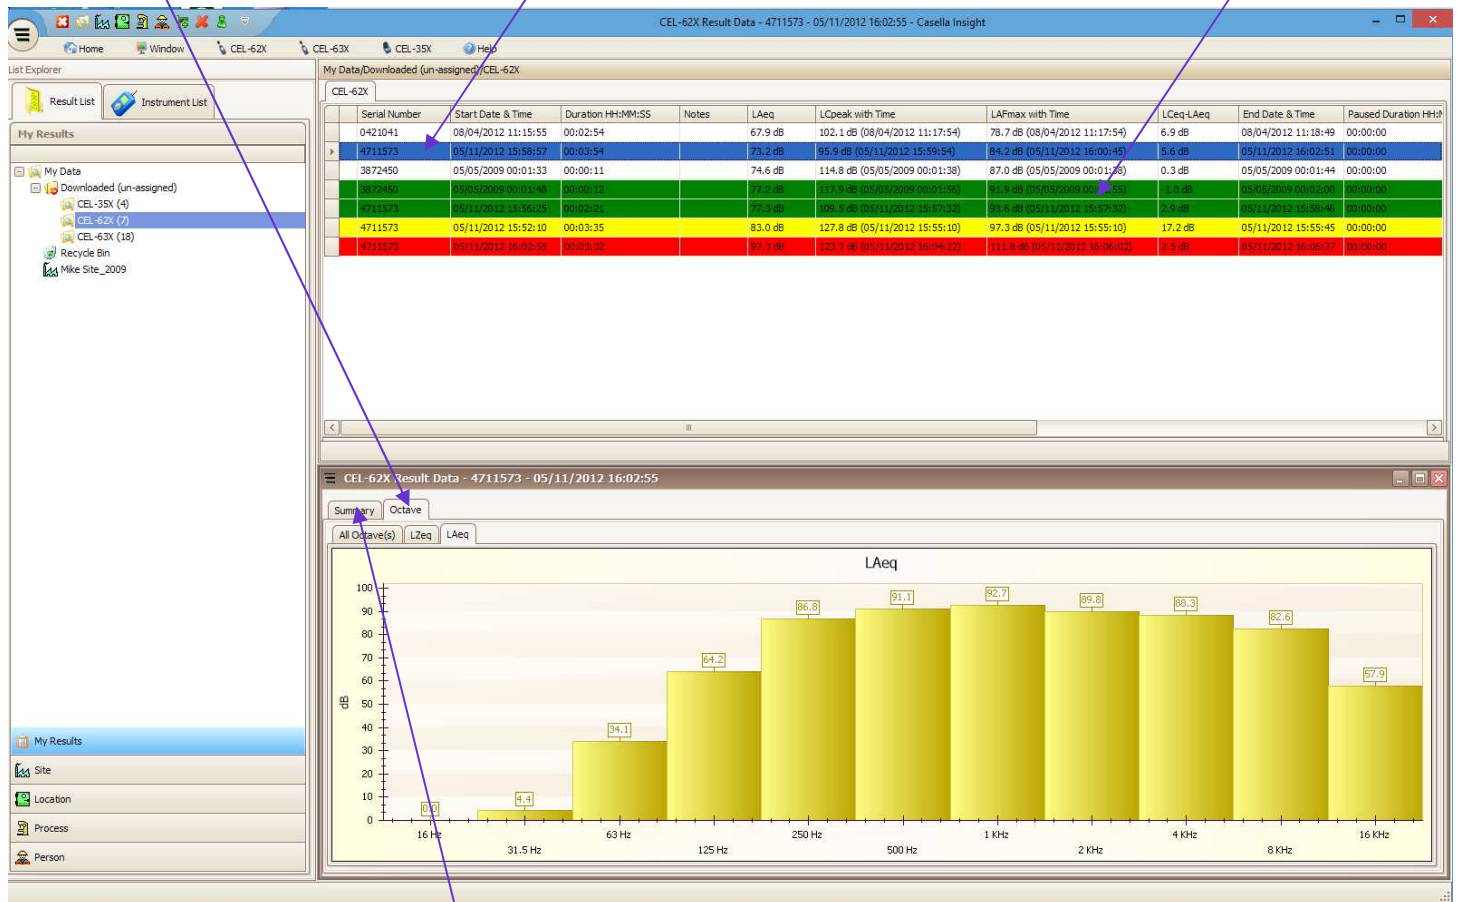 CEL-62X Result Data - 4711573 - 05/11/2012 16:02:55 - Casella Insight
Home Window CEL-62X CEL-63X CEL-35X Help
List Explorer
Result List Instrument List
My Results
My Data
Downloaded (un-assigned)
CEL-35X (4)
CEL-62X (7)
CEL-63X (18)
Recycle Bin
Mike Site_2009
My Results
Site
Location
Process
Person
My Data/Downloaded (un-assigned)/CEL-62X
CEL-62X
Serial Number Start Date & Time Duration HH:MM:SS Notes LAeq LCpeak with Time LAFmax with Time LCeq-LAeq End Date & Time Paused Duration HH:M
0421041 08/04/2012 11:15:55 00:02:54 67.9 dB 102.1 dB (08/04/2012 11:17:54) 78.7 dB (08/04/2012 11:17:54) 6.9 dB 08/04/2012 11:18:49 00:00:00
4711573 05/11/2012 15:58:57 00:03:54 73.2 dB 95.9 dB (05/11/2012 15:59:54) 84.2 dB (05/11/2012 16:00:45) 5.6 dB 05/11/2012 16:02:51 00:00:00
3872450 05/05/2009 00:01:33 00:00:11 74.6 dB 114.8 dB (05/05/2009 00:01:38) 87.0 dB (05/05/2009 00:01:38) 0.3 dB 05/05/2009 00:01:44 00:00:00
3872450 05/05/2009 00:01:48 00:00:12 77.2 dB 117.9 dB (05/05/2009 00:01:56) 91.9 dB (05/05/2009 -1.0 dB 05/05/2009 00:02:00 00:00:00
4711573 05/11/2012 15:56:25 00:02:21 77.3 dB 109.5 dB (05/11/2012 15:57:32) 93.6 dB (05/11/2012 15:57:32) 2.9 dB 05/11/2012 15:58:46 00:00:00
4711573 05/11/2012 15:52:10 00:03:35 83.0 dB 127.8 dB (05/11/2012 15:55:10) 97.3 dB (05/11/2012 15:55:10) 17.2 dB 05/11/2012 15:55:45 00:00:00
4711573 05/11/2012 16:02:55 00:03:32 97.3 dB 123.7 dB (05/11/2012 16:04:22) 111.8 dB (05/11/2012 16:06:02) 2.5 dB 05/11/2012 16:06:27 00:00:00
CEL-62X Result Data - 4711573 - 05/11/2012 16:02:55
Summary Octave
All Octave(s) LZeq LAeq
LAeq
dB
100
90
80
70
60
50
40
30
20
10
0
0.0 4.4 34.1 64.2 86.8 91.1 92.7 89.8 88.3 82.6 57.9
16 Hz 63 Hz 250 Hz 1 KHz 4 KHz 16 KHz
31.5 Hz 125 Hz 500 Hz 2 KHz 8 KHz